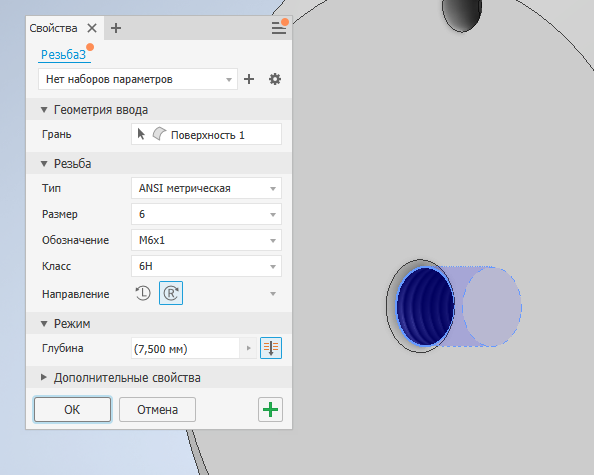 Свойства
Резьба3
Нет наборов параметров
Геометрия ввода
Грань Поверхность 1
Резьба
Тип ANSI метрическая
Размер 6
Обозначение M6x1
Класс 6H
Направление L R
Режим
Глубина (7,500 мм)
Дополнительные свойства
OK Отмена